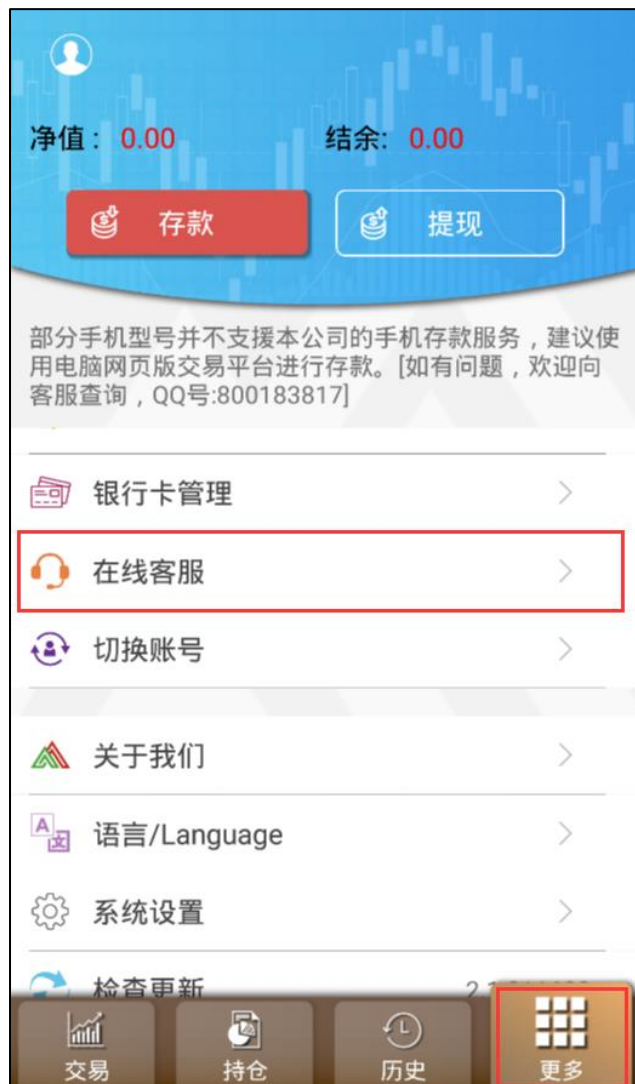 净值: 0.00 结余: 0.00
存款 提现
部分手机型号并不支援本公司的手机存款服务，建议使
用电脑网页版交易平台进行存款。[如有问题，欢迎向
客服查询，QQ号:800183817]
银行卡管理
在线客服
切换账号
关于我们
语言/Language
系统设置
检查更新
交易 持仓 历史 更多